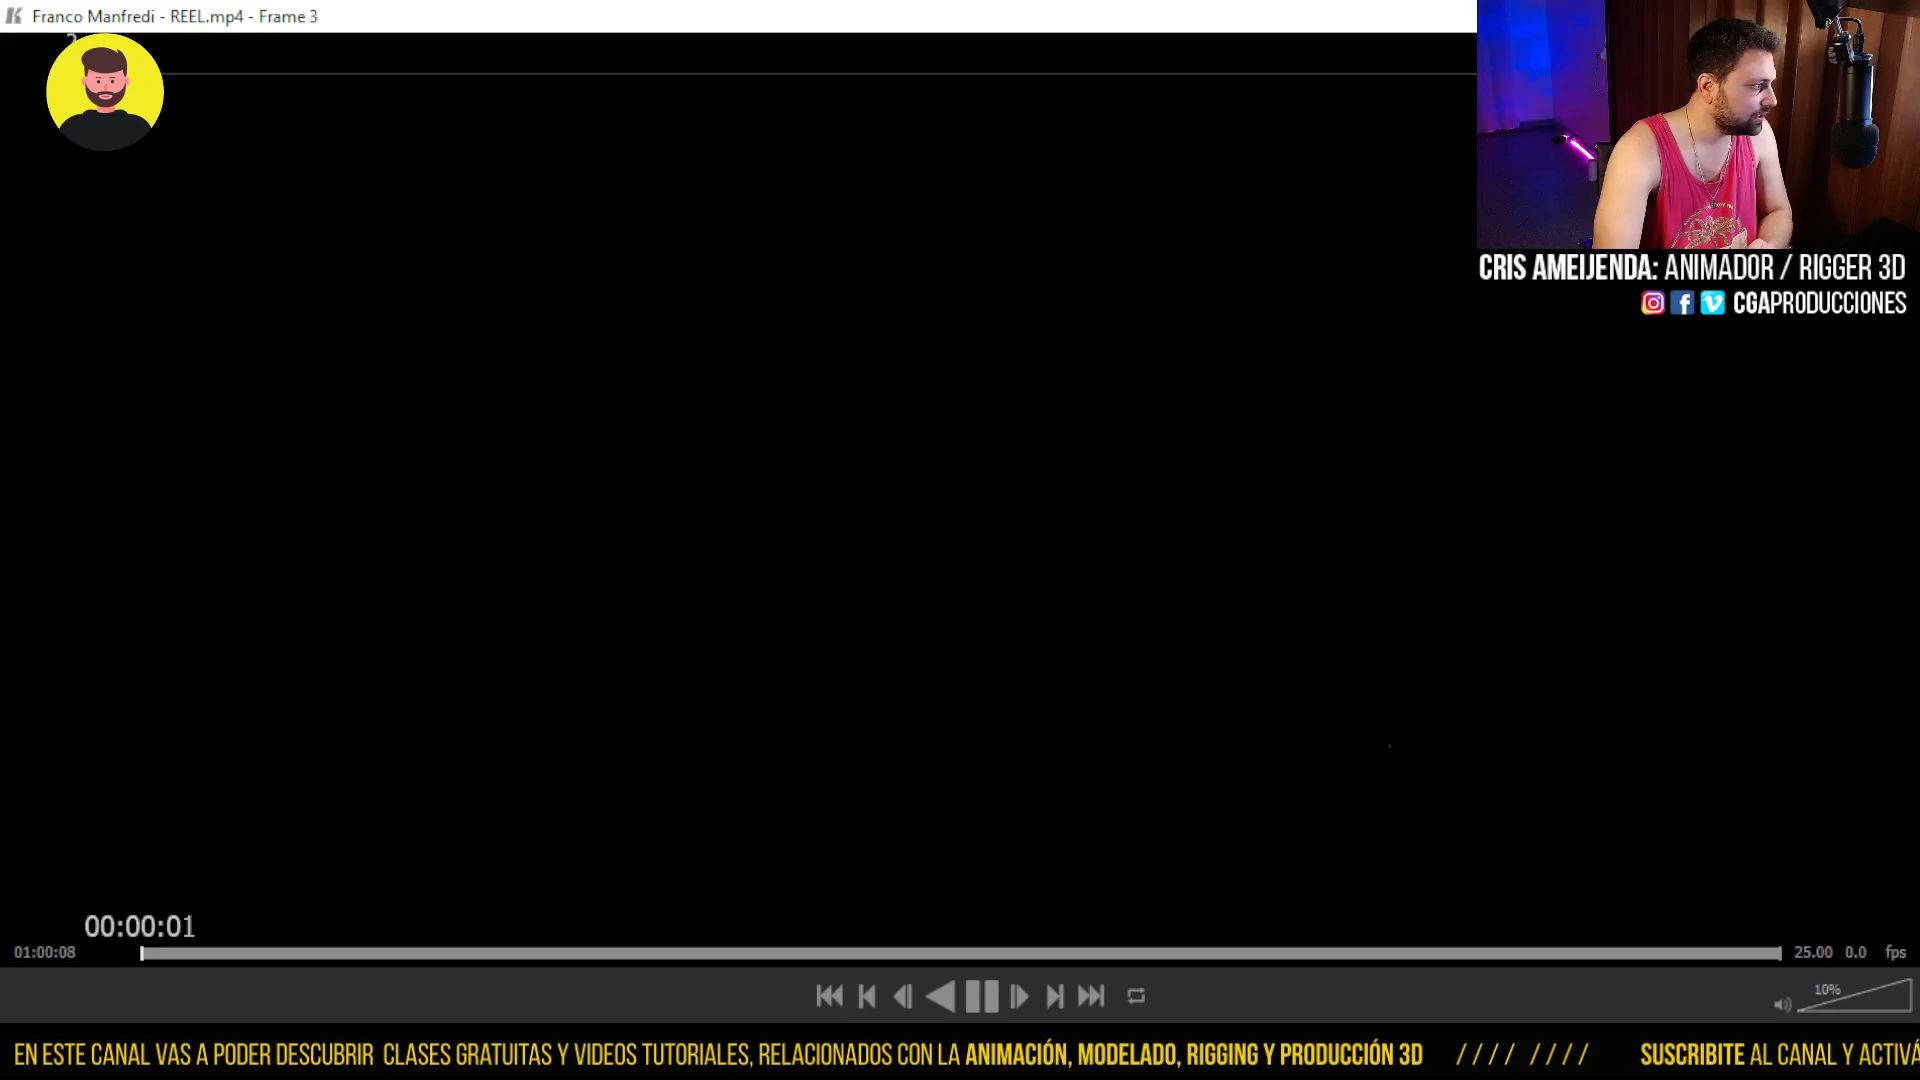 Franco Manfredi - REEL.mp4 - Frame 3
CRIS AMEIJENDA: ANIMADOR / RIGGER 3D
CGAPRODUCCIONES
00:00:01
01:00:08
25.00 0.0 fps
10%
EN ESTE CANAL VAS A PODER DESCUBRIR CLASES GRATUITAS Y VIDEOS TUTORIALES, RELACIONADOS CON LA ANIMACIÓN, MODELADO, RIGGING Y PRODUCCIÓN 3D //// //// SUSCRIBITE AL CANAL Y ACTIVÁ